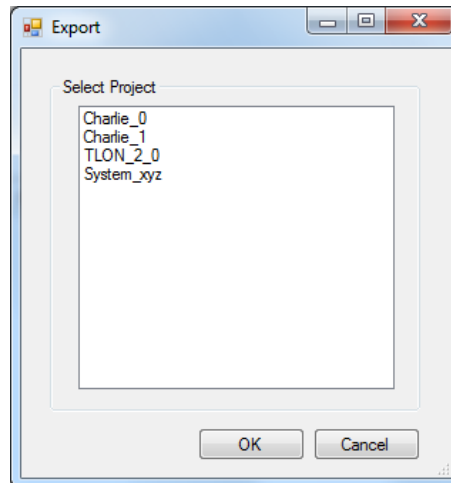 Export
Select Project
Charlie_0
Charlie_1
TLON_2_0
System_xyz
OK Cancel